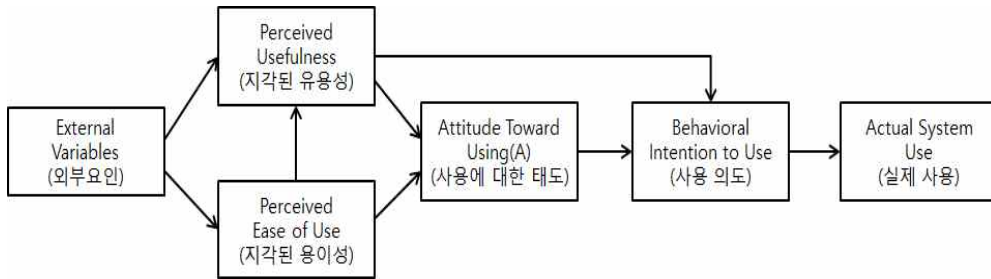 Perceived
Usefulness
(지각된 유용성)
External
Variables
(외부요인)
Attitude Toward
Using(A)
(사용에 대한 태도)
Behavioral
Intention to Use
(사용 의도)
Actual System
Use
(실제 사용)
Perceived
Ease of Use
(지각된 용이성)